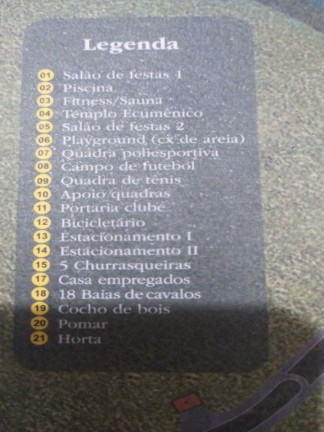 Legenda
01 Salão de festas 1
02 Piscina
03 Fitness/Sauna
04 Templo Ecumênico
05 Salão de festas 2
06 Playground (cx de areia)
07 Quadra poliesportiva
08 Campo de futebol
09 Quadra de tênis
10 Apoio quadras
11 Portaria clube
12 Bicicletário
13 Estacionamento I
14 Estacionamento II
15 5 Churrasqueiras
17 Casa empregados
18 18 Baias de cavalos
19 Cocho de bois
20 Pomar
21 Horta